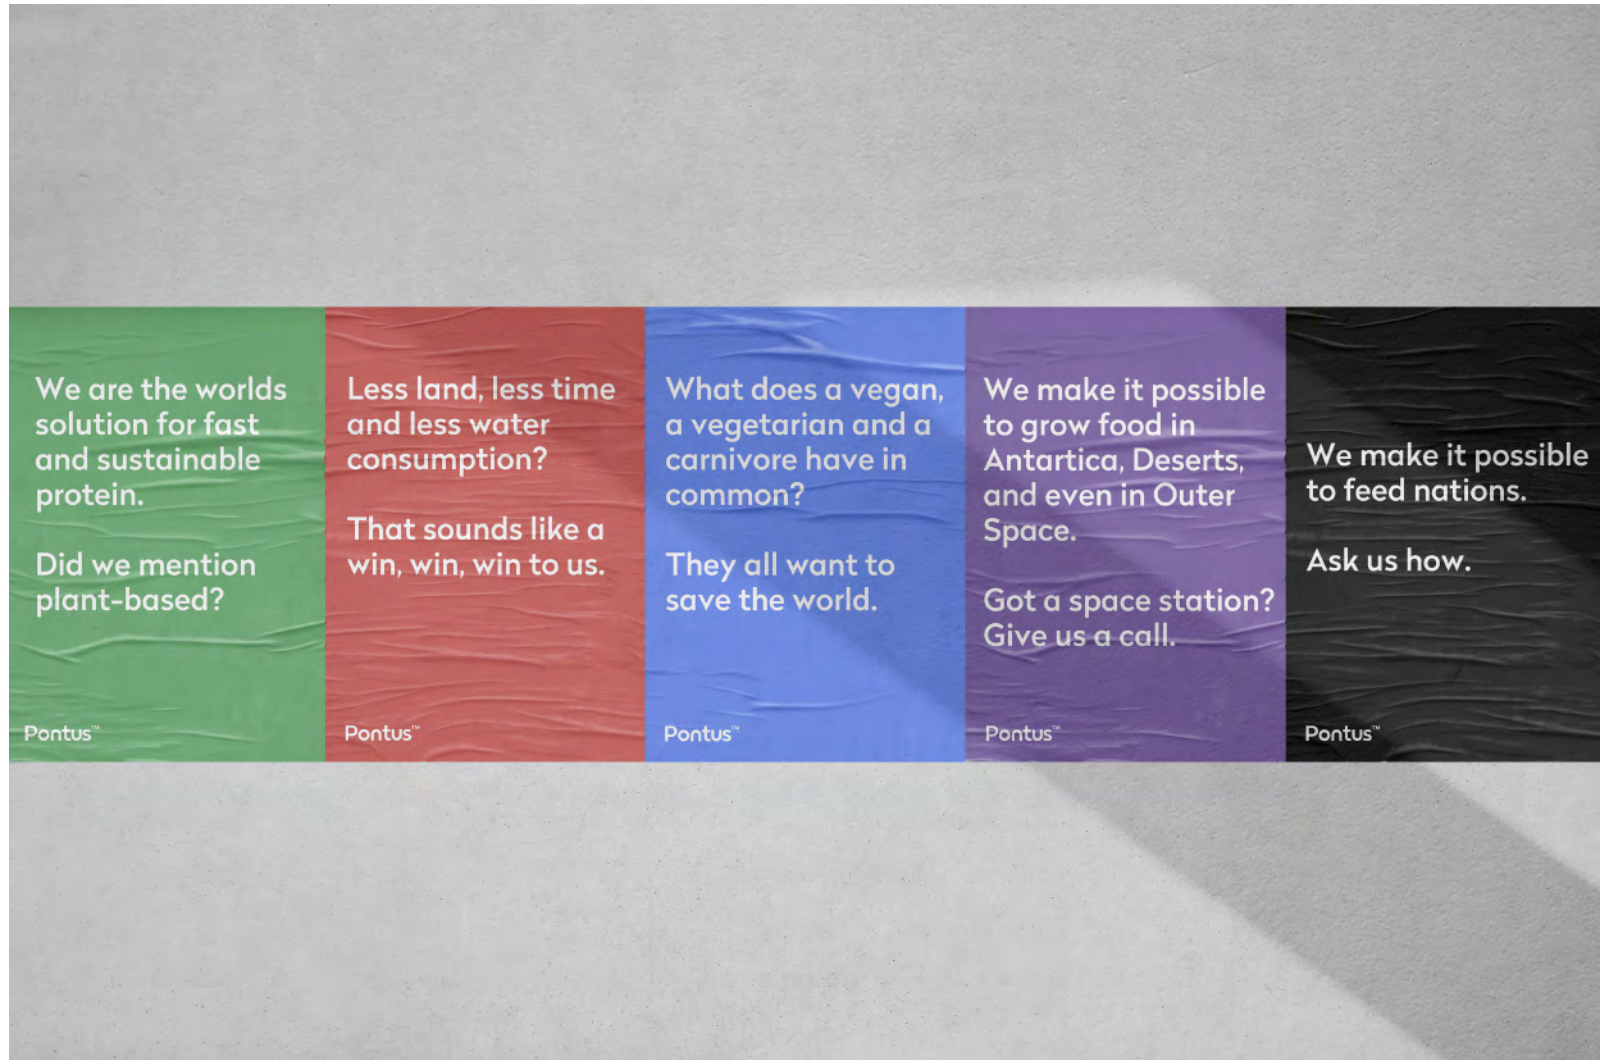 We are the worlds
solution for fast
and sustainable
protein.
Did we mention
plant-based?
Pontus™
Less land, less time
and less water
consumption?
That sounds like a
win, win, win to us.
Pontus™
What does a vegan,
a vegetarian and a
carnivore have in
common?
They all want to
save the world.
Pontus™
We make it possible
to grow food in
Antartica, Deserts,
and even in Outer
Space.
Got a space station?
Give us a call.
Pontus™
We make it possible
to feed nations.
Ask us how.
Pontus™